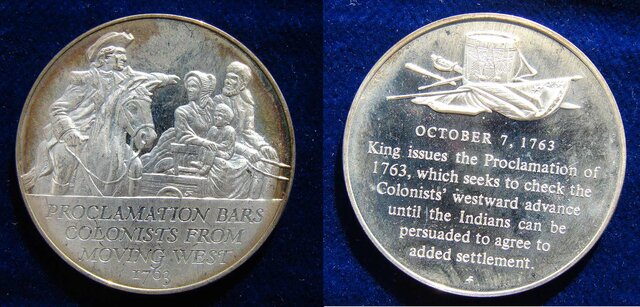 PROCLAMATION BARS
COLONISTS FROM
MOVING WEST
1763
OCTOBER 7, 1763
King issues the Proclamation of
1763, which seeks to check the
Colonists' westward advance
until the Indians can be
persuaded to agree to
added settlement.